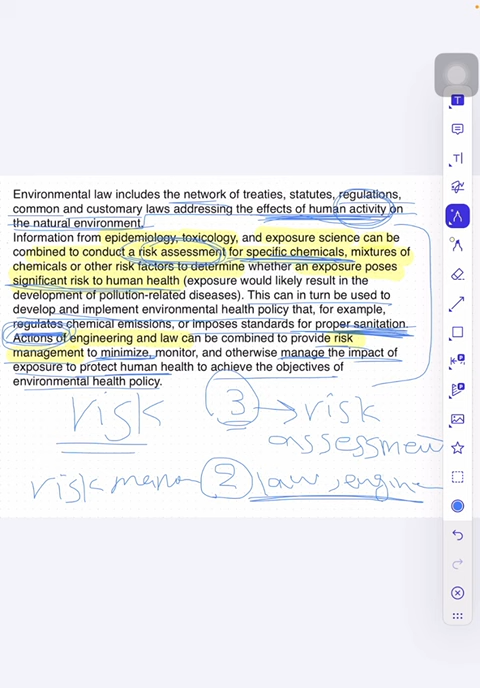 Environmental law includes the network of treaties, statutes, regulations,
common and customary laws addressing the effects of human activity on
the natural environment.
Information from epidemiology, toxicology, and exposure science can be
combined to conduct a risk assessment for specific chemicals, mixtures of
chemicals or other risk factors to determine whether an exposure poses
significant risk to human health (exposure would likely result in the
development of pollution-related diseases). This can in turn be used to
develop and implement environmental health policy that, for example,
regulates chemical emissions, or imposes standards for proper sanitation.
Actions of engineering and law can be combined to provide risk
management to minimize, monitor, and otherwise manage the impact of
exposure to protect human health to achieve the objectives of
environmental health policy.
risk 3 → risk
assessmen
risk mana 2 law, engin